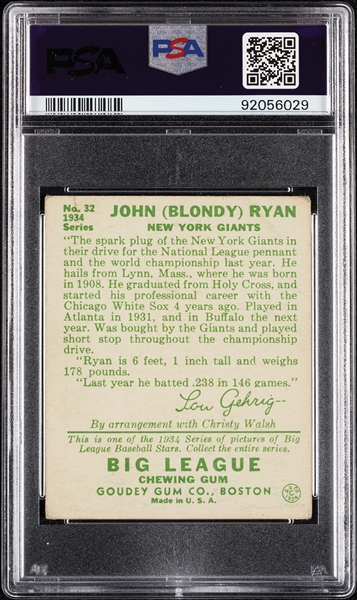 PSA
PSA
92056029
No. 32
1934
Series
JOHN (BLONDY) RYAN
NEW YORK GIANTS
"The spark plug of the New York Giants in
their drive for the National League pennant
and the world championship last year. He
hails from Lynn, Mass., where he was born
in 1908. He graduated from Holy Cross, and
started his professional career with the
Chicago White Sox 4 years ago. Played in
Atlanta in 1931, and in Buffalo the next
year. Was bought by the Giants and played
short stop throughout the championship
drive.
"Ryan is 6 feet, 1 inch tall and weighs
178 pounds.
"Last year he batted .238 in 146 games."
Lou Gehrig
By arrangement with Christy Walsh
This is one of the 1934 Series of pictures of Big
League Baseball Stars. Collect the entire series.
BIG LEAGUE
CHEWING GUM
GOUDEY GUM CO., BOSTON
Made in U. S. A.